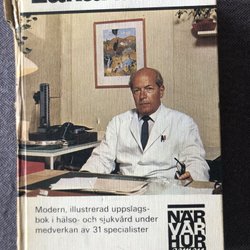 Modern, illustrerad uppslags-
bok i hälso- och sjukvård under
medverkan av 31 specialister
NÄR
VAR
HUR